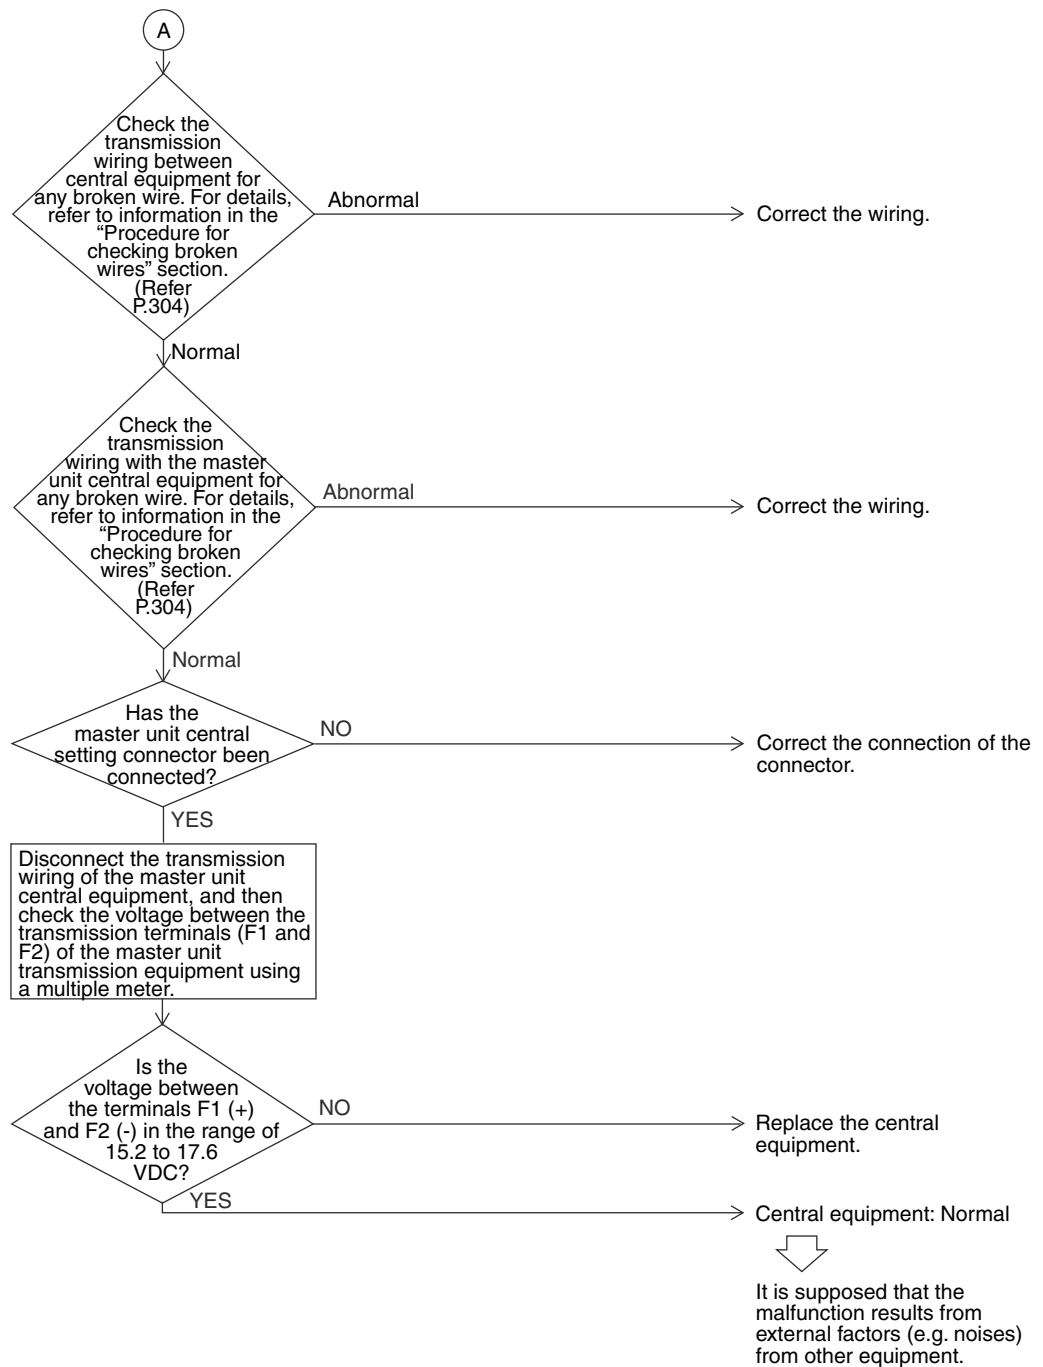 A
Check the
transmission
wiring between
central equipment for
any broken wire. For details,
refer to information in the
“Procedure for
checking broken
wires” section.
(Refer
P.304)
Abnormal
Correct the wiring.
Normal
Check the
transmission
wiring with the master
unit central equipment for
any broken wire. For details,
refer to information in the
“Procedure for
checking broken
wires” section.
(Refer
P.304)
Abnormal
Correct the wiring.
Normal
Has the
master unit central
setting connector been
connected?
NO
Correct the connection of the
connector.
YES
Disconnect the transmission
wiring of the master unit
central equipment, and then
check the voltage between the
transmission terminals (F1 and
F2) of the master unit
transmission equipment using
a multiple meter.
Is the
voltage between
the terminals F1 (+)
and F2 (-) in the range of
15.2 to 17.6
VDC?
NO
Replace the central
equipment.
YES
Central equipment: Normal
It is supposed that the
malfunction results from
external factors (e.g. noises)
from other equipment.